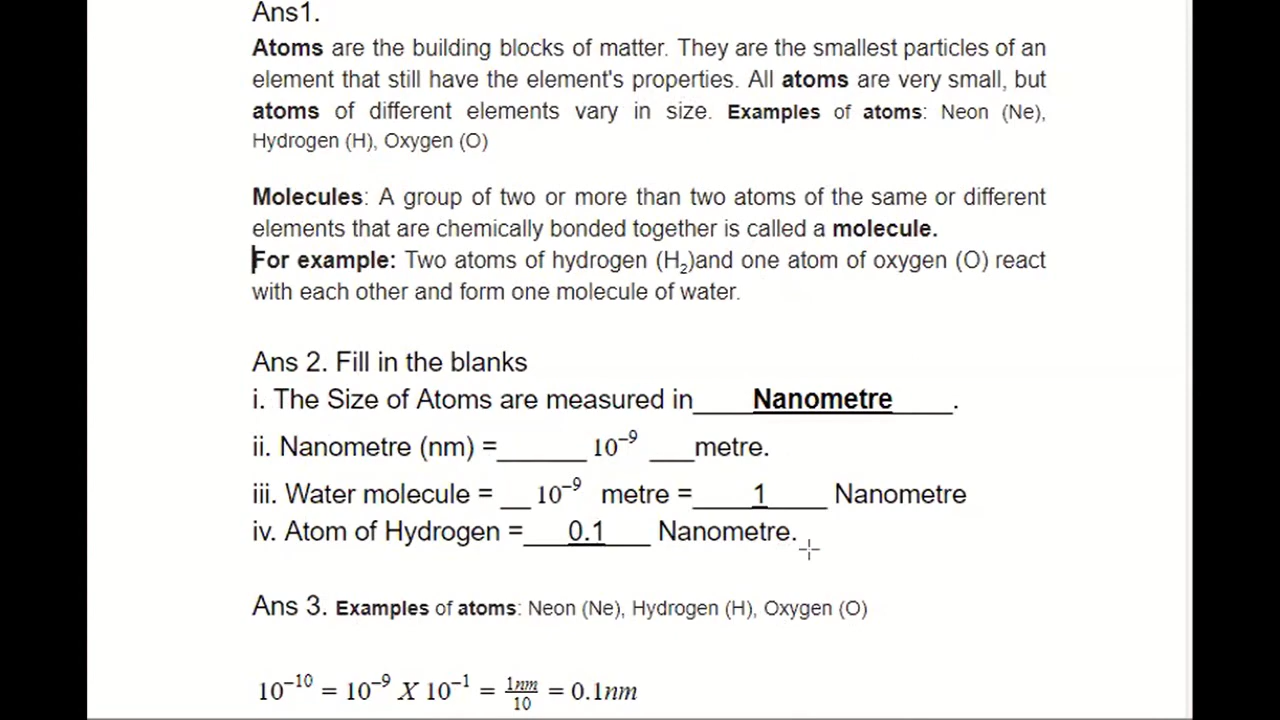 Ans1.
Atoms are the building blocks of matter. They are the smallest particles of an
element that still have the element's properties. All atoms are very small, but
atoms of different elements vary in size. Examples of atoms: Neon (Ne),
Hydrogen (H), Oxygen (O)
Molecules: A group of two or more than two atoms of the same or different
elements that are chemically bonded together is called a molecule.
For example: Two atoms of hydrogen (H₂)and one atom of oxygen (O) react
with each other and form one molecule of water.
Ans 2. Fill in the blanks
i. The Size of Atoms are measured in____Nanometre____.
ii. Nanometre (nm) =______ 10⁻⁹ ___metre.
iii. Water molecule = __ 10⁻⁹ metre =____1____ Nanometre
iv. Atom of Hydrogen =___0.1___ Nanometre.
Ans 3. Examples of atoms: Neon (Ne), Hydrogen (H), Oxygen (O)
10⁻¹⁰ = 10⁻⁹ X 10⁻¹ = 1nm/10 = 0.1nm